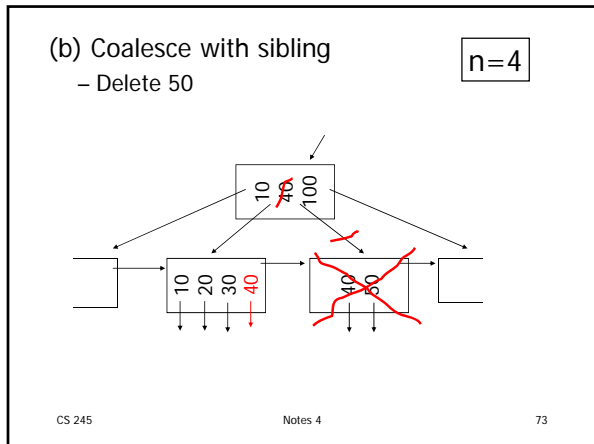 (b) Coalesce with sibling
n=4
– Delete 50
10 40 100
10 20 30 40
40 50
CS 245
Notes 4
73